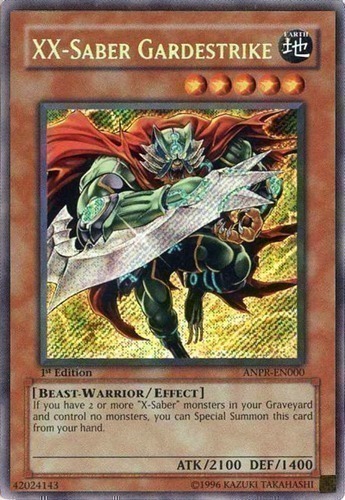 XX-Saber Gardestrike
EARTH
地
1st Edition
ANPR-EN000
[Beast-Warrior/Effect]
If you have 2 or more "X-Saber" monsters in your Graveyard
and control no monsters, you can Special Summon this card
from your hand.
ATK/2100 DEF/1400
42024143
©1996 KAZUKI TAKAHASHI